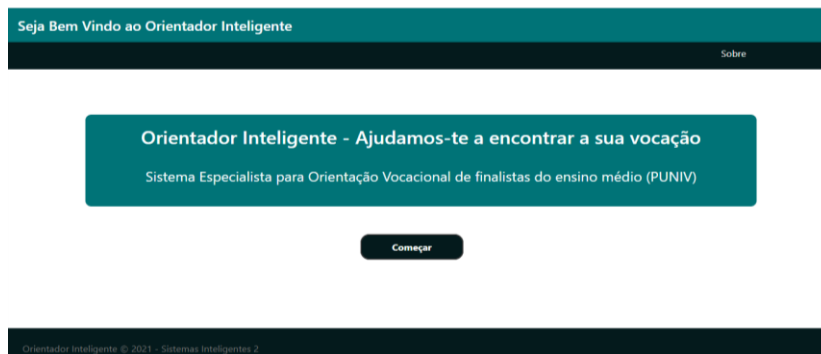 Seja Bem Vindo ao Orientador Inteligente
Sobre
Orientador Inteligente - Ajudamos-te a encontrar a sua vocação
Sistema Especialista para Orientação Vocacional de finalistas do ensino médio (PUNIV)
Começar
Orientador Inteligente © 2021 - Sistemas Inteligentes 2